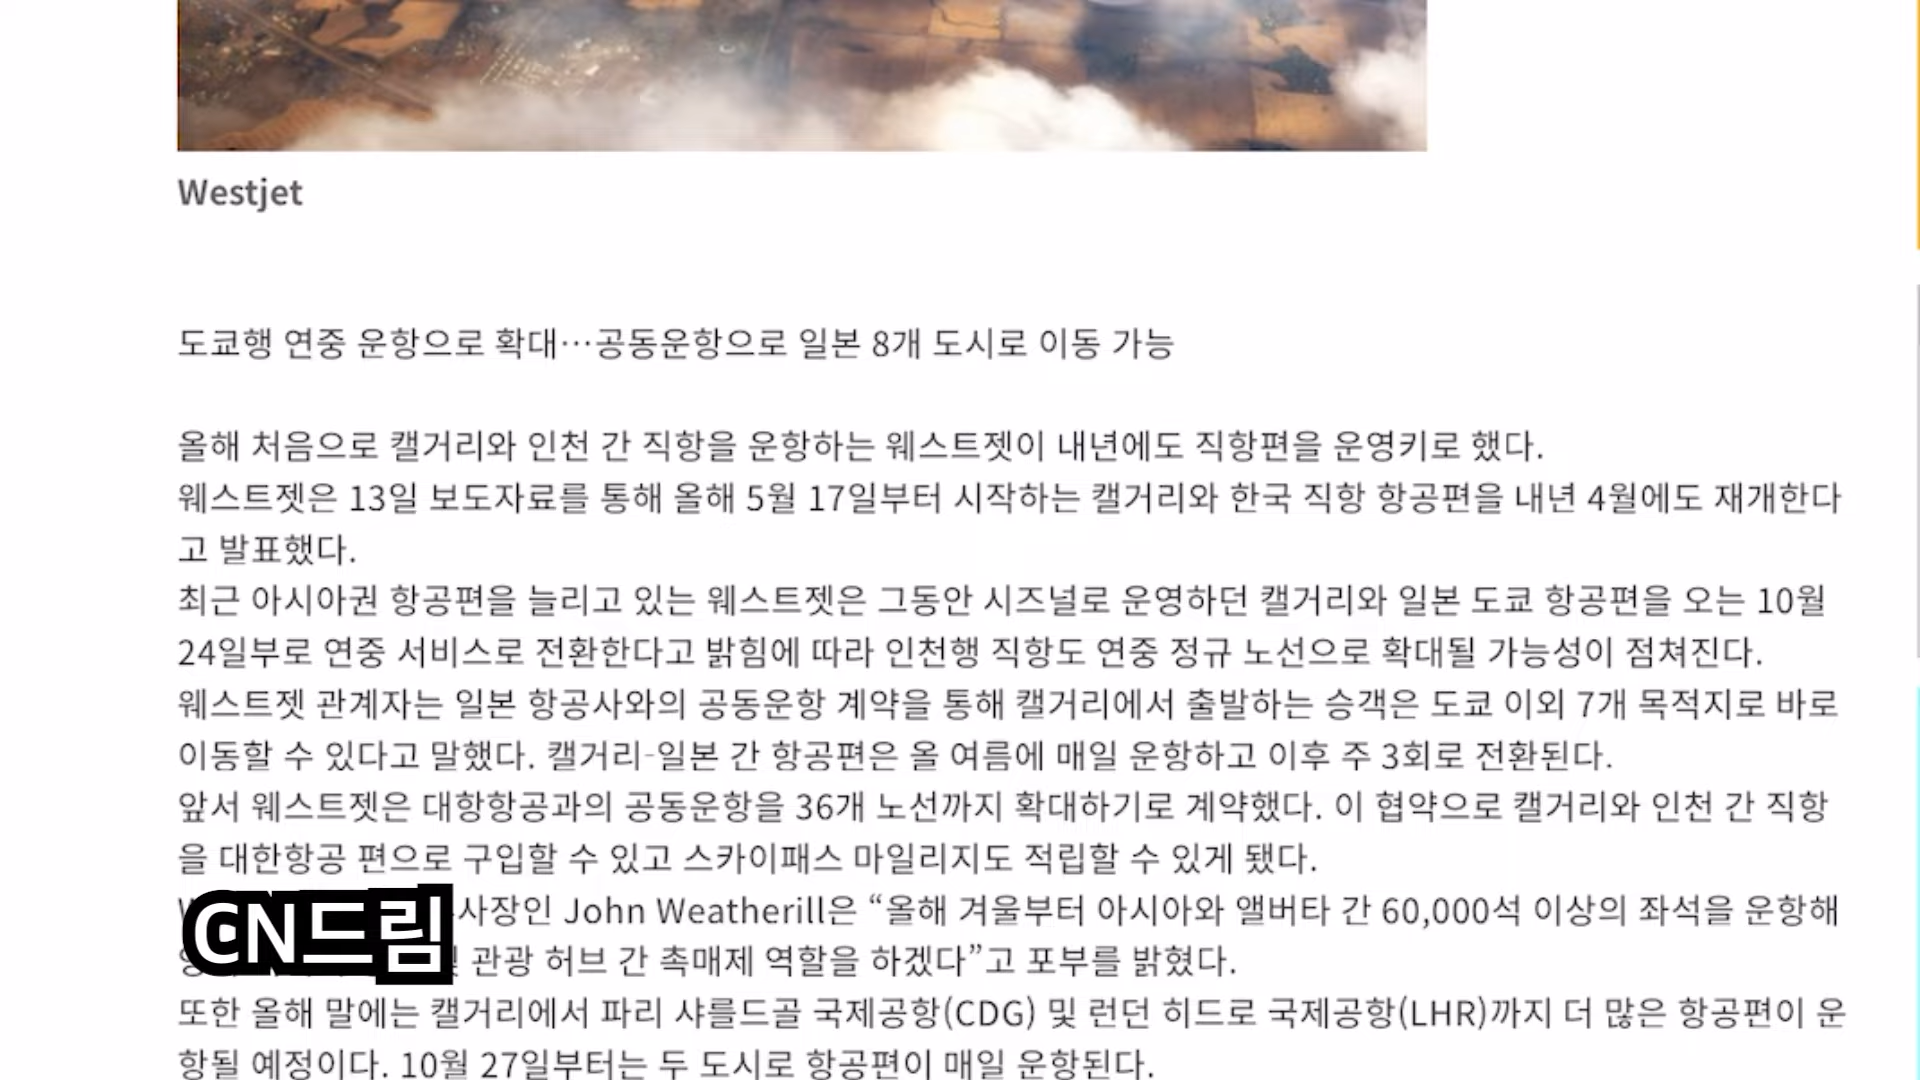 Westjet
도쿄행 연중 운항으로 확대…공동운항으로 일본 8개 도시로 이동 가능
올해 처음으로 캘거리와 인천 간 직항을 운항하는 웨스트젯이 내년에도 직항편을 운영키로 했다.
웨스트젯은 13일 보도자료를 통해 올해 5월 17일부터 시작하는 캘거리와 한국 직항 항공편을 내년 4월에도 재개한다
고 발표했다.
최근 아시아권 항공편을 늘리고 있는 웨스트젯은 그동안 시즈널로 운영하던 캘거리와 일본 도쿄 항공편을 오는 10월
24일부로 연중 서비스로 전환한다고 밝힘에 따라 인천행 직항도 연중 정규 노선으로 확대될 가능성이 점쳐진다.
웨스트젯 관계자는 일본 항공사와의 공동운항 계약을 통해 캘거리에서 출발하는 승객은 도쿄 이외 7개 목적지로 바로
이동할 수 있다고 말했다. 캘거리-일본 간 항공편은 올 여름에 매일 운항하고 이후 주 3회로 전환된다.
앞서 웨스트젯은 대항항공과의 공동운항을 36개 노선까지 확대하기로 계약했다. 이 협약으로 캘거리와 인천 간 직항
을 대한항공 편으로 구입할 수 있고 스카이패스 마일리지도 적립할 수 있게 됐다.
사장인 John Weatherill은 “올해 겨울부터 아시아와 앨버타 간 60,000석 이상의 좌석을 운항해
CN드림
관광 허브 간 촉매제 역할을 하겠다”고 포부를 밝혔다.
또한 올해 말에는 캘거리에서 파리 샤를드골 국제공항(CDG) 및 런던 히드로 국제공항(LHR)까지 더 많은 항공편이 운
항될 예정이다. 10월 27일부터는 두 도시로 항공편이 매일 운항된다.